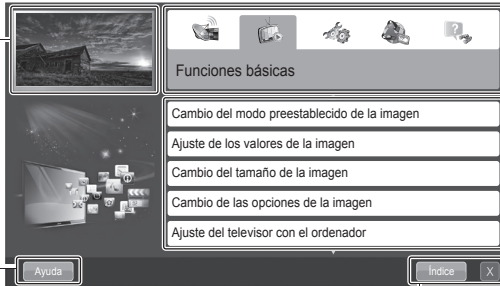 Funciones básicas
Cambio del modo preestablecido de la imagen
Ajuste de los valores de la imagen
Cambio del tamaño de la imagen
Cambio de las opciones de la imagen
Ajuste del televisor con el ordenador
Ayuda
Índice
X